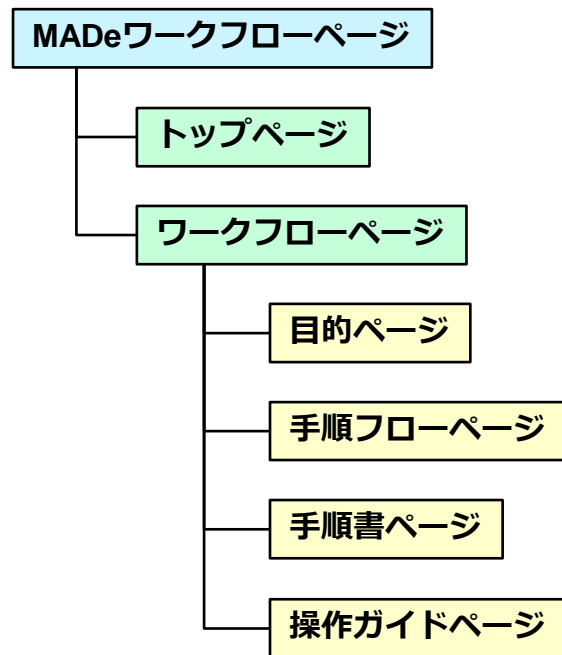 MADeワークフローページ
トップページ
ワークフローページ
目的ページ
手順フローページ
手順書ページ
操作ガイドページ